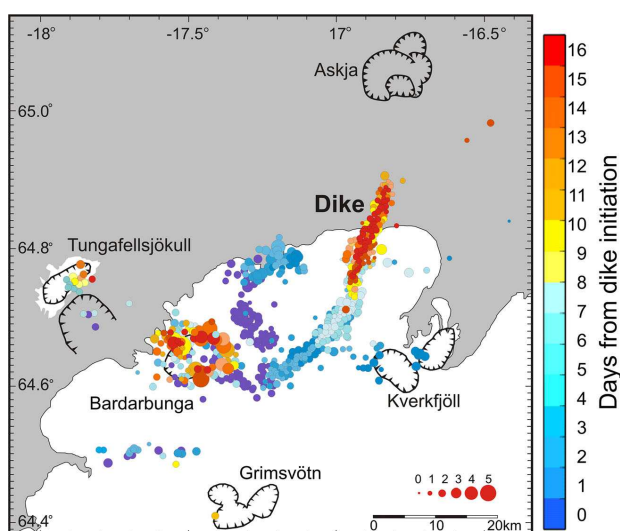 -18°
-17.5°
-17°
-16.5°
Askja
65.0°
Dike
64.8°
Tungafellsjökull
64.6°
Bardarbunga
Kverkfjöll
Grimsvötn
64.4°
0 1 2 3 4 5
0 10 20km
16
15
14
13
12
11
10
9
8
7
6
5
4
3
2
1
0
Days from dike initiation